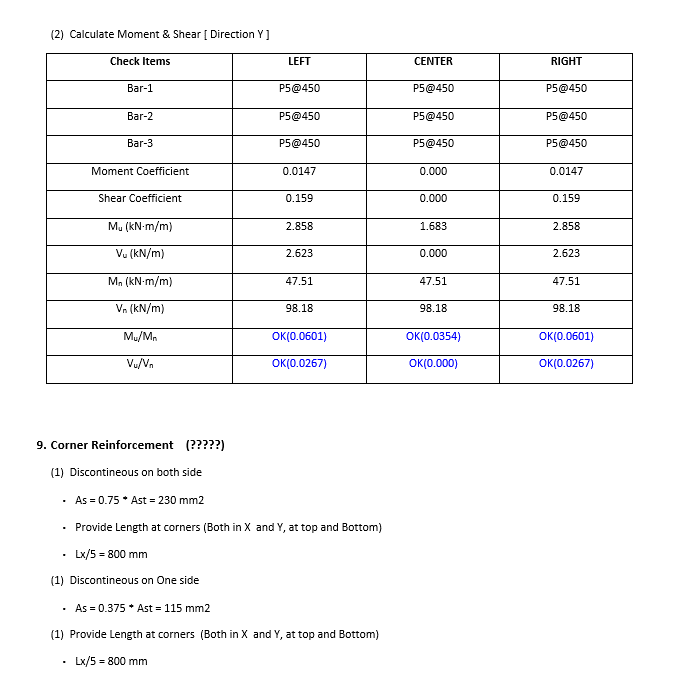 (2) Calculate Moment & Shear [ Direction Y ]
Check Items LEFT CENTER RIGHT
Bar-1 P5@450 P5@450 P5@450
Bar-2 P5@450 P5@450 P5@450
Bar-3 P5@450 P5@450 P5@450
Moment Coefficient 0.0147 0.000 0.0147
Shear Coefficient 0.159 0.000 0.159
Mu (kN·m/m) 2.858 1.683 2.858
Vu (kN/m) 2.623 0.000 2.623
Mn (kN·m/m) 47.51 47.51 47.51
Vn (kN/m) 98.18 98.18 98.18
Mu/Mn OK(0.0601) OK(0.0354) OK(0.0601)
Vu/Vn OK(0.0267) OK(0.000) OK(0.0267)
9. Corner Reinforcement (?????)
(1) Discontineous on both side
· As = 0.75 * Ast = 230 mm2
· Provide Length at corners (Both in X and Y, at top and Bottom)
· Lx/5 = 800 mm
(1) Discontineous on One side
· As = 0.375 * Ast = 115 mm2
(1) Provide Length at corners (Both in X and Y, at top and Bottom)
· Lx/5 = 800 mm